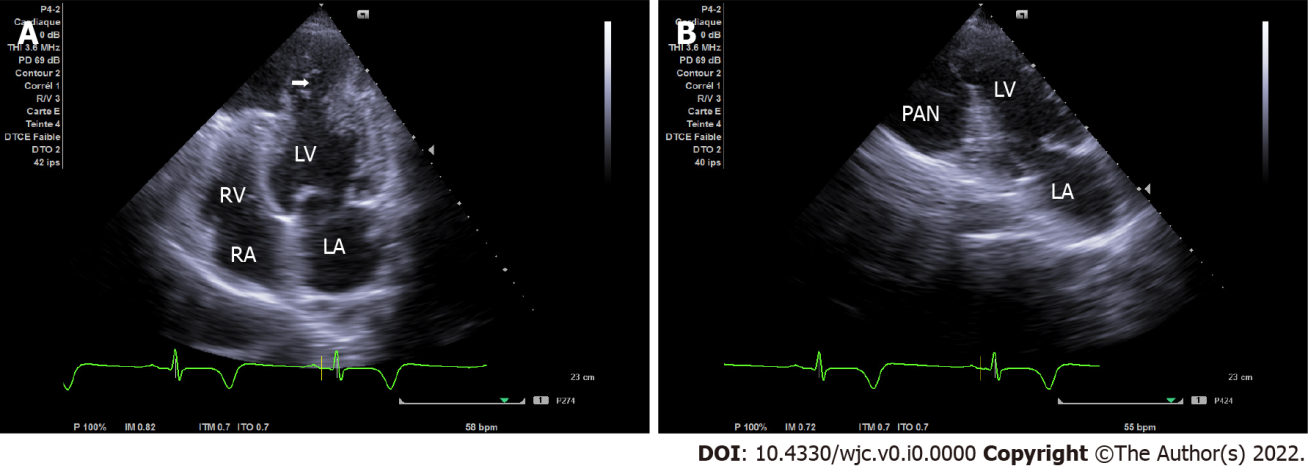 A
P4-2
Cardiaque
0 dB
THI 3.6 MHz
PD 69 dB
Contour 2
Corrél 1
R/V 3
Carte E
Teinte 4
DTCE Faible
DTO 2
42 ips
LV
RV
RA
LA
23 cm
1 P274
P 100% IM 0.82 ITM 0.7 ITO 0.7 58 bpm
B
P4-2
Cardiaque
0 dB
THI 3.6 MHz
PD 69 dB
Contour 2
Corrél 1
R/V 3
Carte E
Teinte 4
DTCE Faible
DTO 2
40 ips
LV
PAN
LA
23 cm
1 P424
P 100% IM 0.72 ITM 0.7 ITO 0.7 55 bpm
DOI: 10.4330/wjc.v0.i0.0000 Copyright ©The Author(s) 2022.